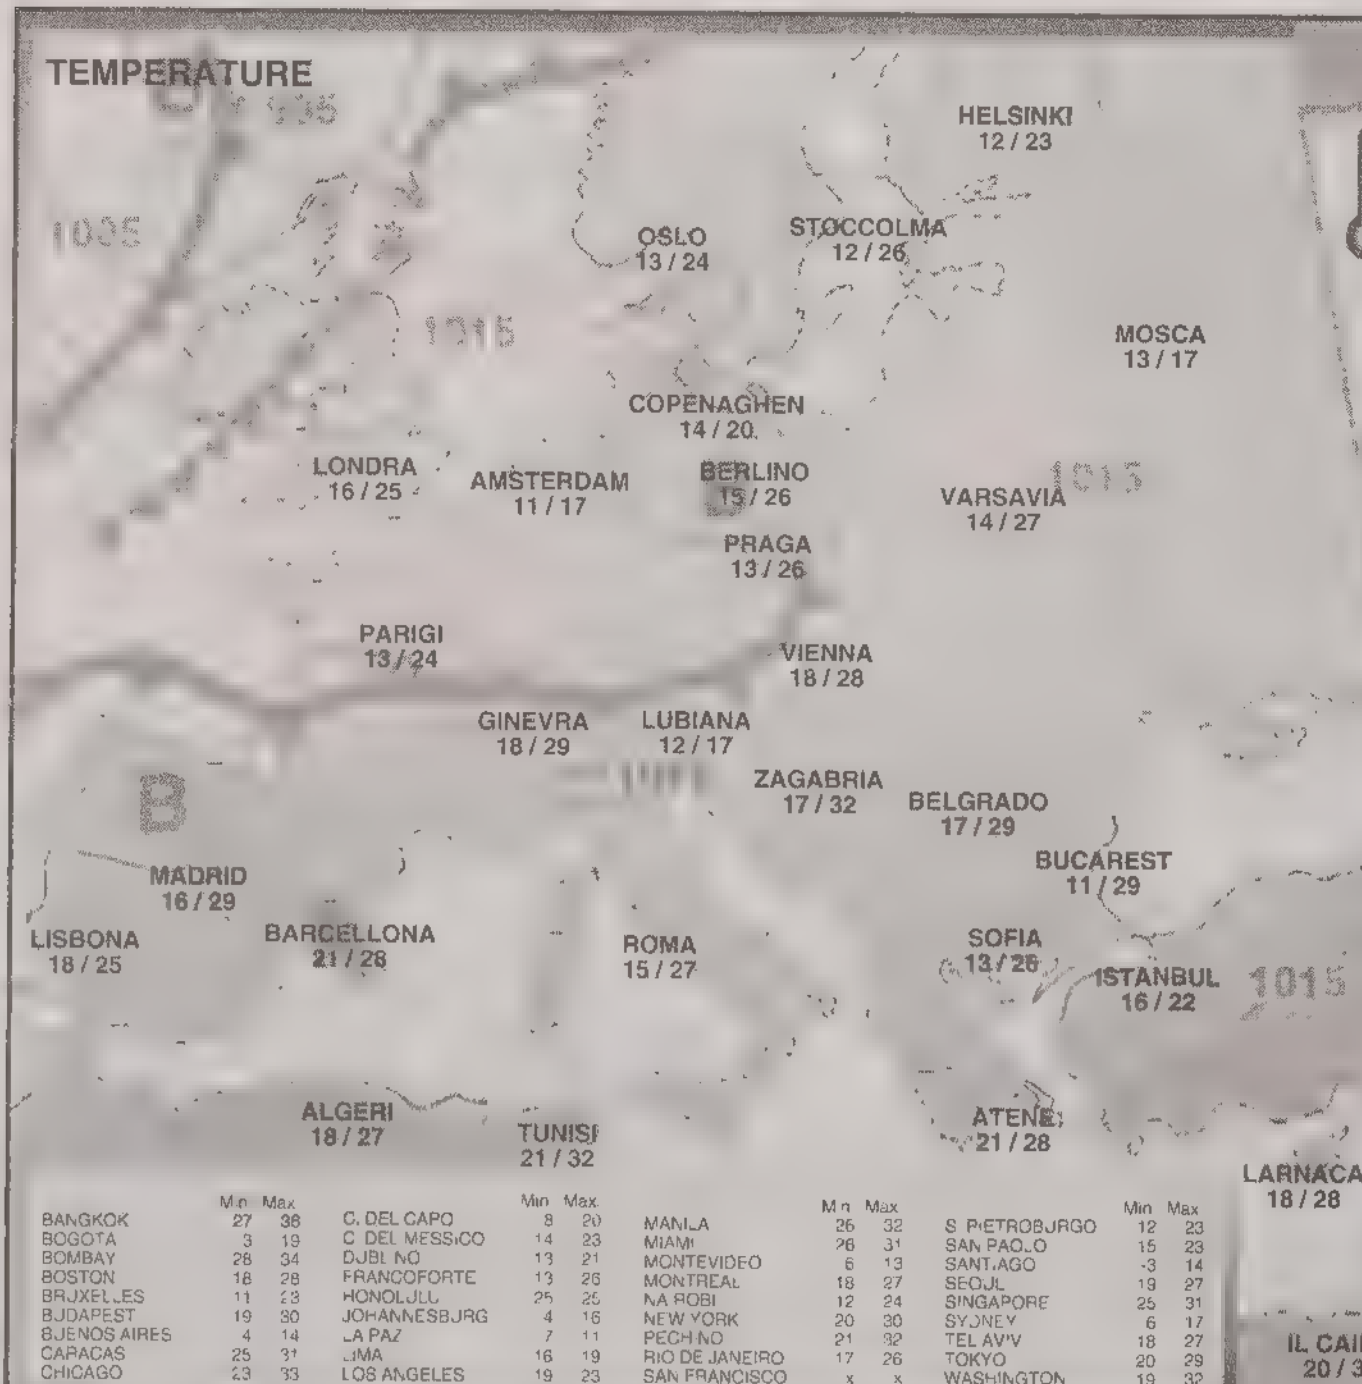 TEMPERATURE
HELSINKI
12 / 23
1005
OSLO
13 / 24
STOCCOLMA
12 / 26
1015
MOSCA
13 / 17
COPENAGHEN
14 / 20
LONDRA
16 / 25
AMSTERDAM
11 / 17
BERLINO
15 / 26
VARSAVIA
14 / 27
1015
PRAGA
13 / 26
PARIGI
13 / 24
VIENNA
18 / 28
GINEVRA
18 / 29
LUBIANA
12 / 17
ZAGABRIA
17 / 32
BELGRADO
17 / 29
B
BUCAREST
11 / 29
MADRID
16 / 29
LISBONA
18 / 25
BARCELLONA
21 / 28
ROMA
15 / 27
SOFIA
13 / 26
ISTANBUL
16 / 22
1015
ALGERI
18 / 27
TUNISI
21 / 32
ATENE
21 / 28
LARNACA
18 / 28
Min Max
BANGKOK 27 36
BOGOTA 3 19
BOMBAY 28 34
BOSTON 18 28
BRUXELLES 11 23
BUDAPEST 19 30
BUENOS AIRES 4 14
CARACAS 25 31
CHICAGO 23 33
Min Max
C. DEL CAPO 8 20
C. DEL MESSICO 14 23
DUBLINO 13 21
FRANCOFORTE 13 26
HONOLULU 25 25
JOHANNESBURG 4 16
LA PAZ 7 11
LIMA 16 19
LOS ANGELES 19 23
Min Max
MANILA 26 32
MIAMI 26 31
MONTEVIDEO 6 13
MONTREAL 18 27
NAIROBI 12 24
NEW YORK 20 30
PECHINO 21 32
RIO DE JANEIRO 17 26
SAN FRANCISCO x x
Min Max
S. PIETROBURGO 12 23
SAN PAOLO 15 23
SANTIAGO -3 14
SEOUL 19 27
SINGAPORE 25 31
SYDNEY 6 17
TEL AVIV 18 27
TOKYO 20 29
WASHINGTON 19 32
IL CAI
20 / 3